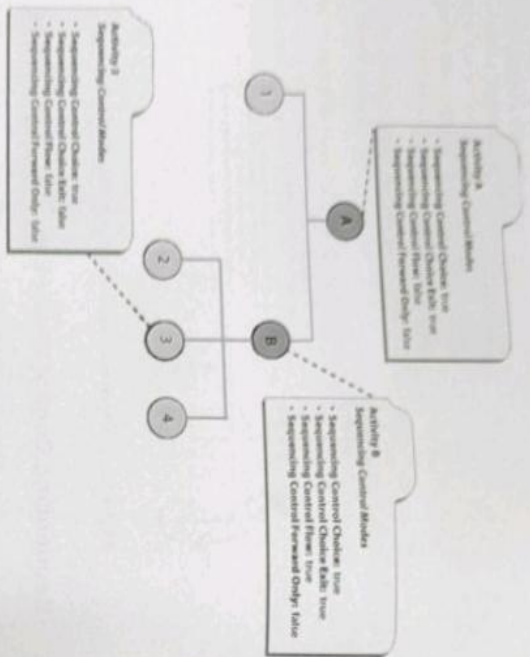 Activity A
Sequencing Control Modes
• Sequencing Control Choice: true
• Sequencing Control Choice Exit: true
• Sequencing Control Flow: false
• Sequencing Control Forward Only: false
A
1
B
Activity B
Sequencing Control Modes
• Sequencing Control Choice: true
• Sequencing Control Choice Exit: true
• Sequencing Control Flow: true
• Sequencing Control Forward Only: false
2
3
4
Activity 3
Sequencing Control Modes
• Sequencing Control Choice: true
• Sequencing Control Choice Exit: false
• Sequencing Control Flow: false
• Sequencing Control Forward Only: false